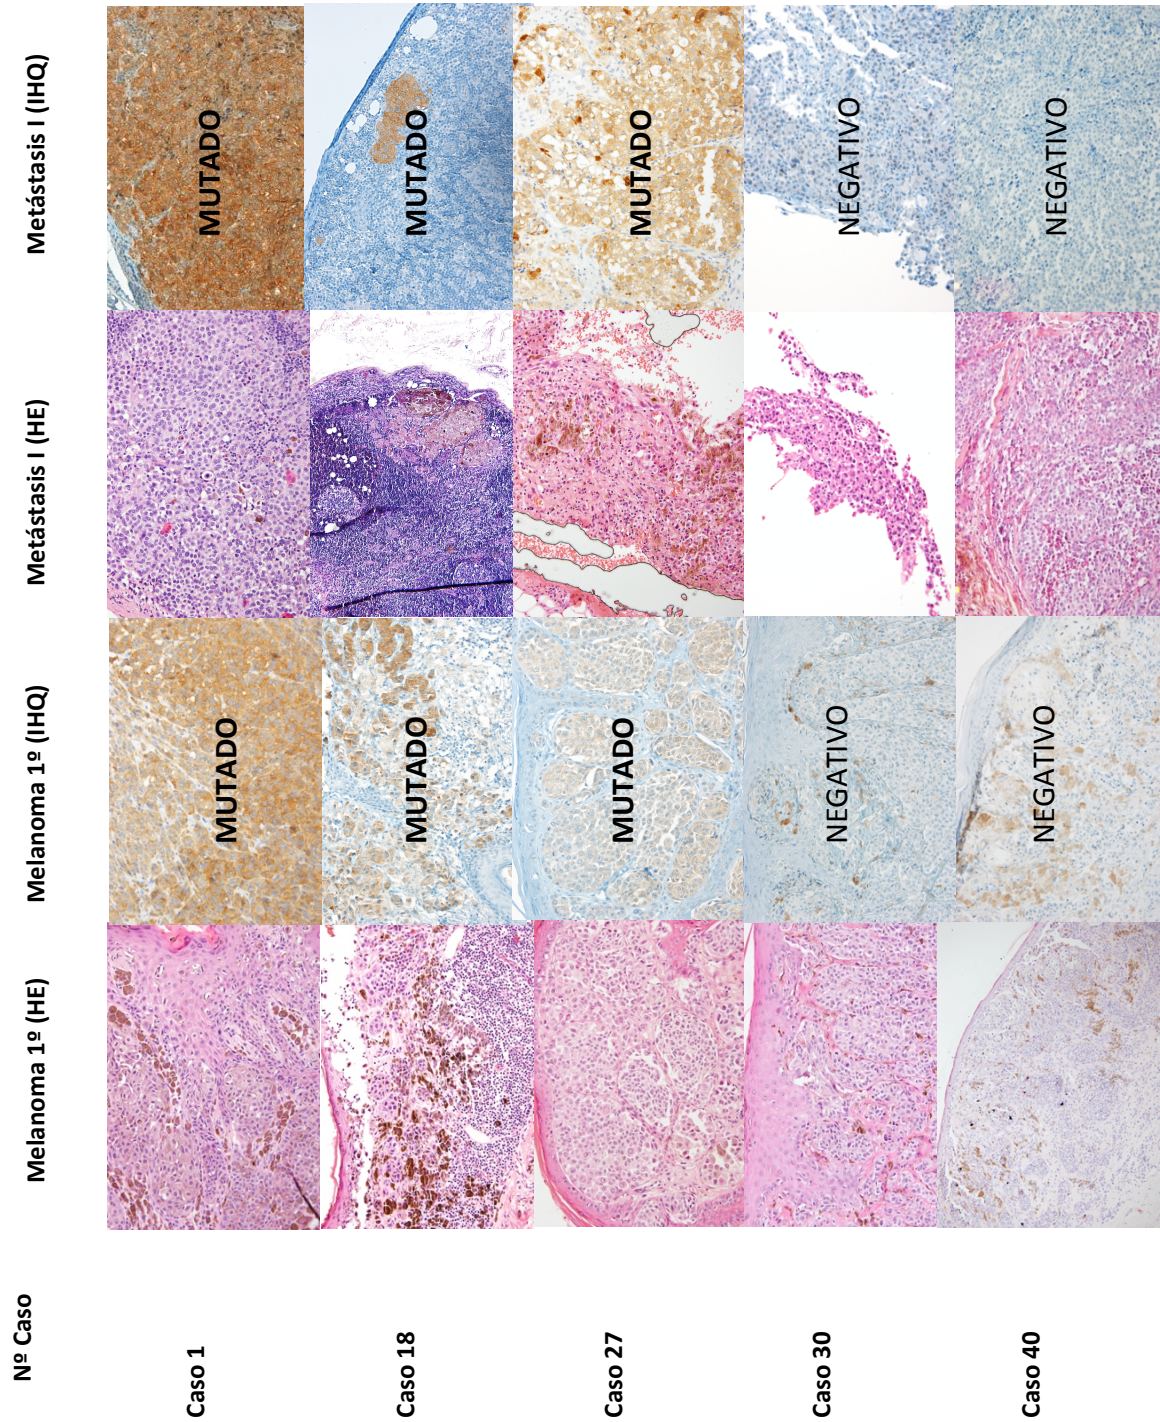 Nº Caso
Melanoma 1º (HE)
Melanoma 1º (IHQ)
Metástasis I (HE)
Metástasis I (IHQ)
Caso 1
MUTADO
MUTADO
Caso 18
MUTADO
MUTADO
Caso 27
MUTADO
MUTADO
Caso 30
NEGATIVO
NEGATIVO
Caso 40
NEGATIVO
NEGATIVO